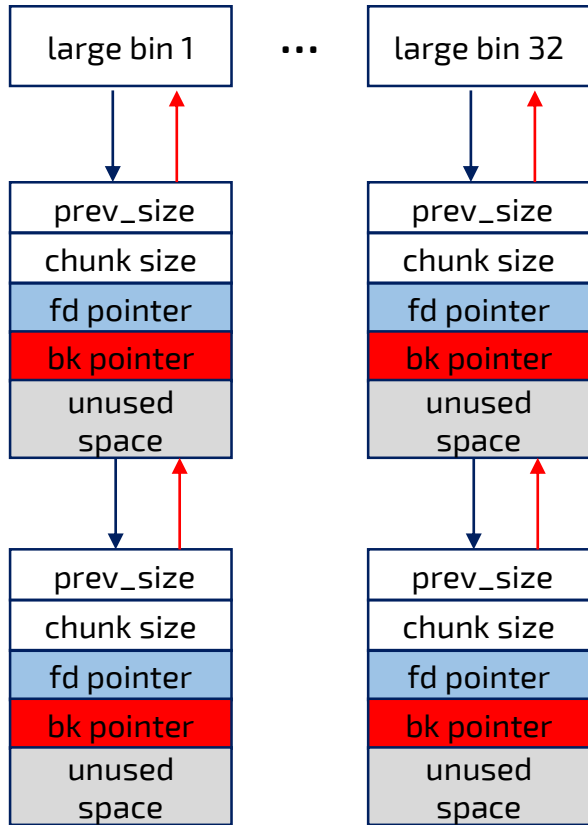 large bin 1 ... large bin 32
prev_size prev_size
chunk size chunk size
fd pointer fd pointer
bk pointer bk pointer
unused unused
space space
prev_size prev_size
chunk size chunk size
fd pointer fd pointer
bk pointer bk pointer
unused unused
space space